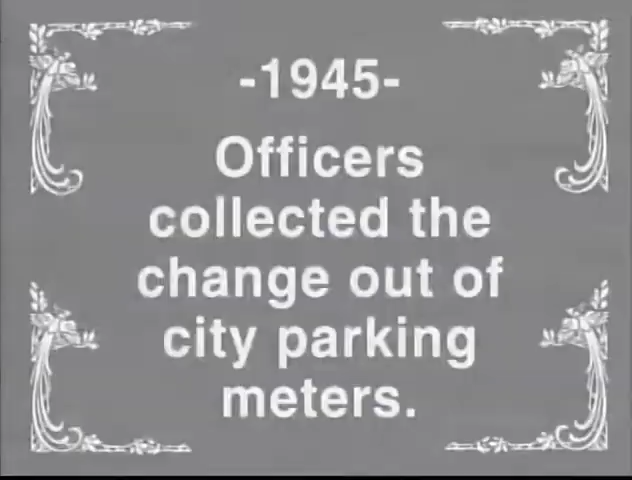 -1945-
Officers
collected the
change out of
city parking
meters.